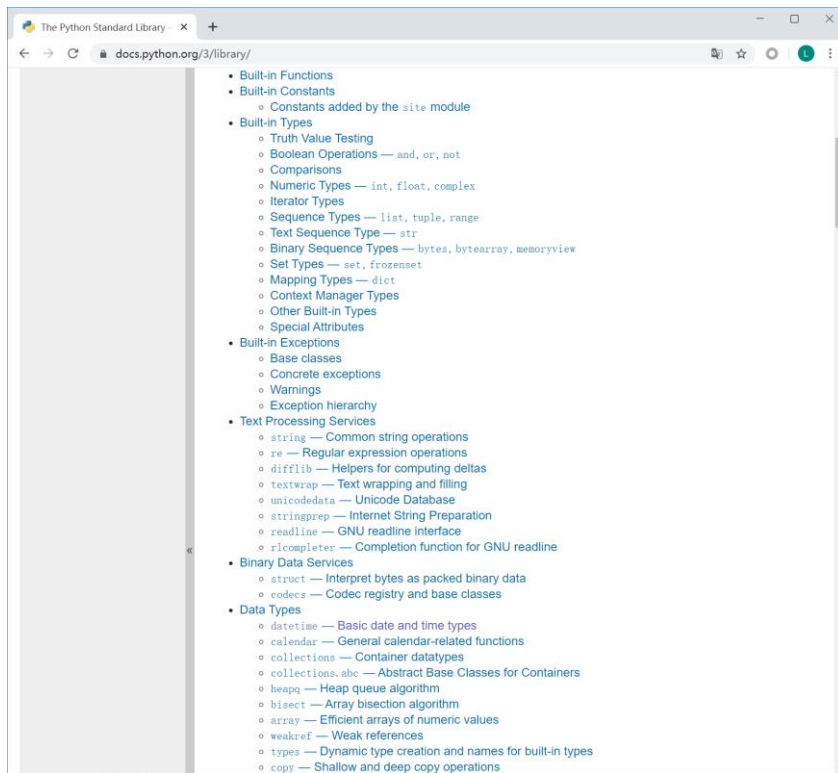 The Python Standard Library —
docs.python.org/3/library/
L
• Built-in Functions
• Built-in Constants
◦ Constants added by the site module
• Built-in Types
◦ Truth Value Testing
◦ Boolean Operations — and, or, not
◦ Comparisons
◦ Numeric Types — int, float, complex
◦ Iterator Types
◦ Sequence Types — list, tuple, range
◦ Text Sequence Type — str
◦ Binary Sequence Types — bytes, bytearray, memoryview
◦ Set Types — set, frozenset
◦ Mapping Types — dict
◦ Context Manager Types
◦ Other Built-in Types
◦ Special Attributes
• Built-in Exceptions
◦ Base classes
◦ Concrete exceptions
◦ Warnings
◦ Exception hierarchy
• Text Processing Services
◦ string — Common string operations
◦ re — Regular expression operations
◦ difflib — Helpers for computing deltas
◦ textwrap — Text wrapping and filling
◦ unicodedata — Unicode Database
◦ stringprep — Internet String Preparation
◦ readline — GNU readline interface
◦ rlcompleter — Completion function for GNU readline
«
• Binary Data Services
◦ struct — Interpret bytes as packed binary data
◦ codecs — Codec registry and base classes
• Data Types
◦ datetime — Basic date and time types
◦ calendar — General calendar-related functions
◦ collections — Container datatypes
◦ collections.abc — Abstract Base Classes for Containers
◦ heapq — Heap queue algorithm
◦ bisect — Array bisection algorithm
◦ array — Efficient arrays of numeric values
◦ weakref — Weak references
◦ types — Dynamic type creation and names for built-in types
◦ copy — Shallow and deep copy operations